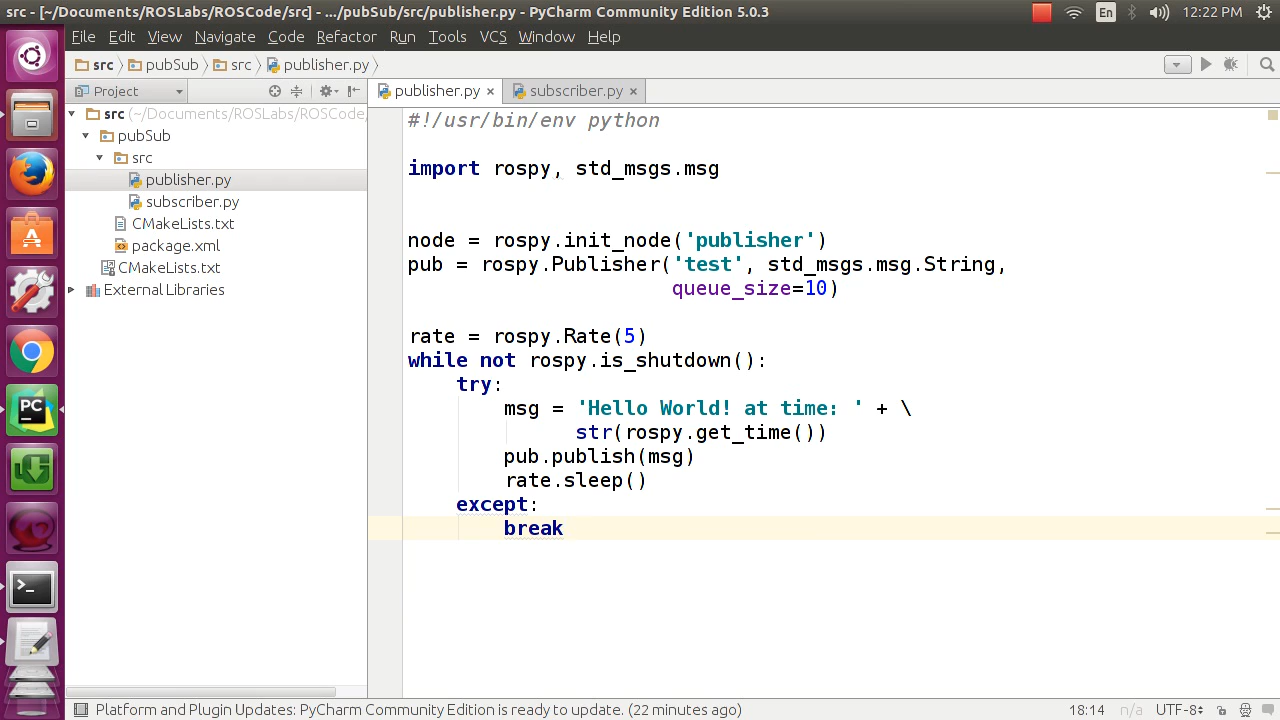 src - [~/Documents/ROSLabs/ROSCode/src] - .../pubSub/src/publisher.py - PyCharm Community Edition 5.0.3
En
12:22 PM
File Edit View Navigate Code Refactor Run Tools VCS Window Help
src pubSub src publisher.py
Project
publisher.py
subscriber.py
src (~/Documents/ROSLabs/ROSCode/
pubSub
src
publisher.py
subscriber.py
CMakeLists.txt
package.xml
CMakeLists.txt
External Libraries
PC
#!/usr/bin/env python
import rospy, std_msgs.msg
node = rospy.init_node('publisher')
pub = rospy.Publisher('test', std_msgs.msg.String,
queue_size=10)
rate = rospy.Rate(5)
while not rospy.is_shutdown():
try:
msg = 'Hello World! at time: ' + \
str(rospy.get_time())
pub.publish(msg)
rate.sleep()
except:
break
Platform and Plugin Updates: PyCharm Community Edition is ready to update. (22 minutes ago)
18:14 n/a UTF-8